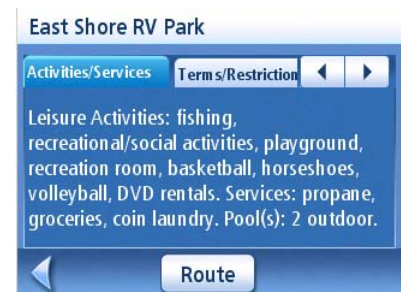 East Shore RV Park
Activities/Services Terms/Restriction
Leisure Activities: fishing,
recreational/social activities, playground,
recreation room, basketball, horseshoes,
volleyball, DVD rentals. Services: propane,
groceries, coin laundry. Pool(s): 2 outdoor.
Route